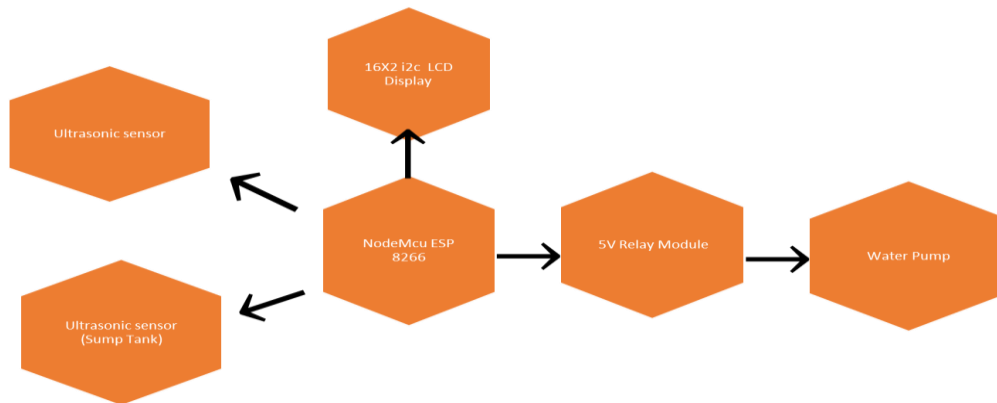 16X2 i2c LCD
Display
Ultrasonic sensor
NodeMcu ESP
8266
5V Relay Module
Water Pump
Ultrasonic sensor
(Sump Tank)